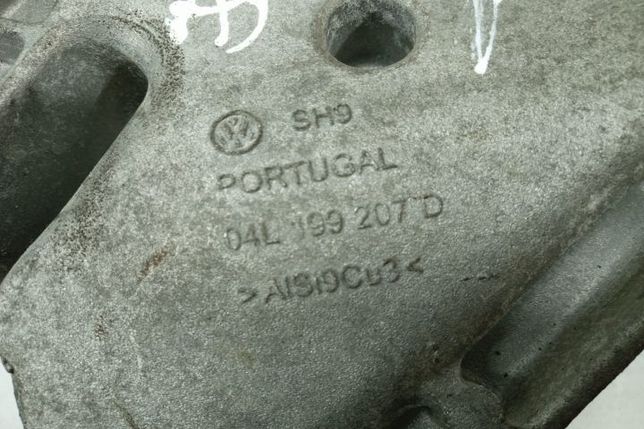 SH9
PORTUGAL
04L 199 207 D
>AlSi9Cu3<